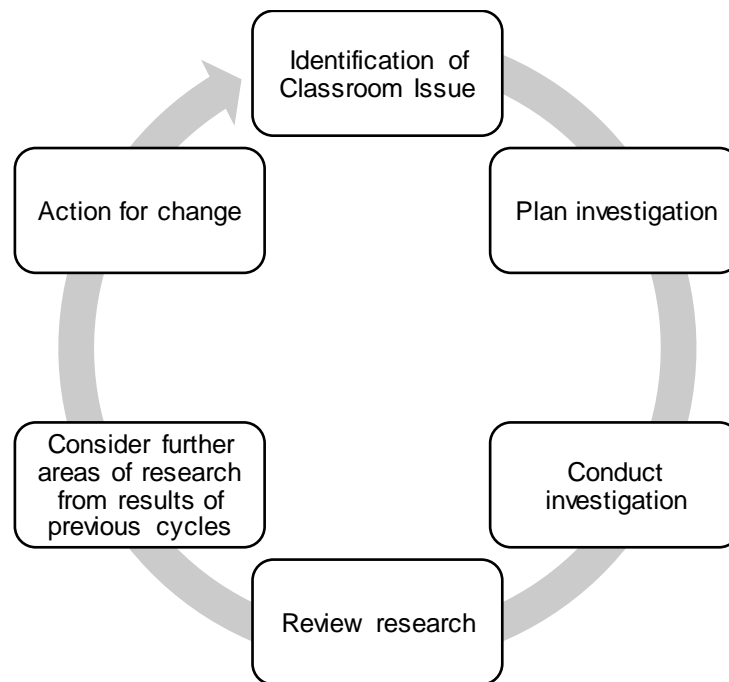 Identification of
Classroom Issue
Plan investigation
Conduct
investigation
Review research
Consider further
areas of research
from results of
previous cycles
Action for change